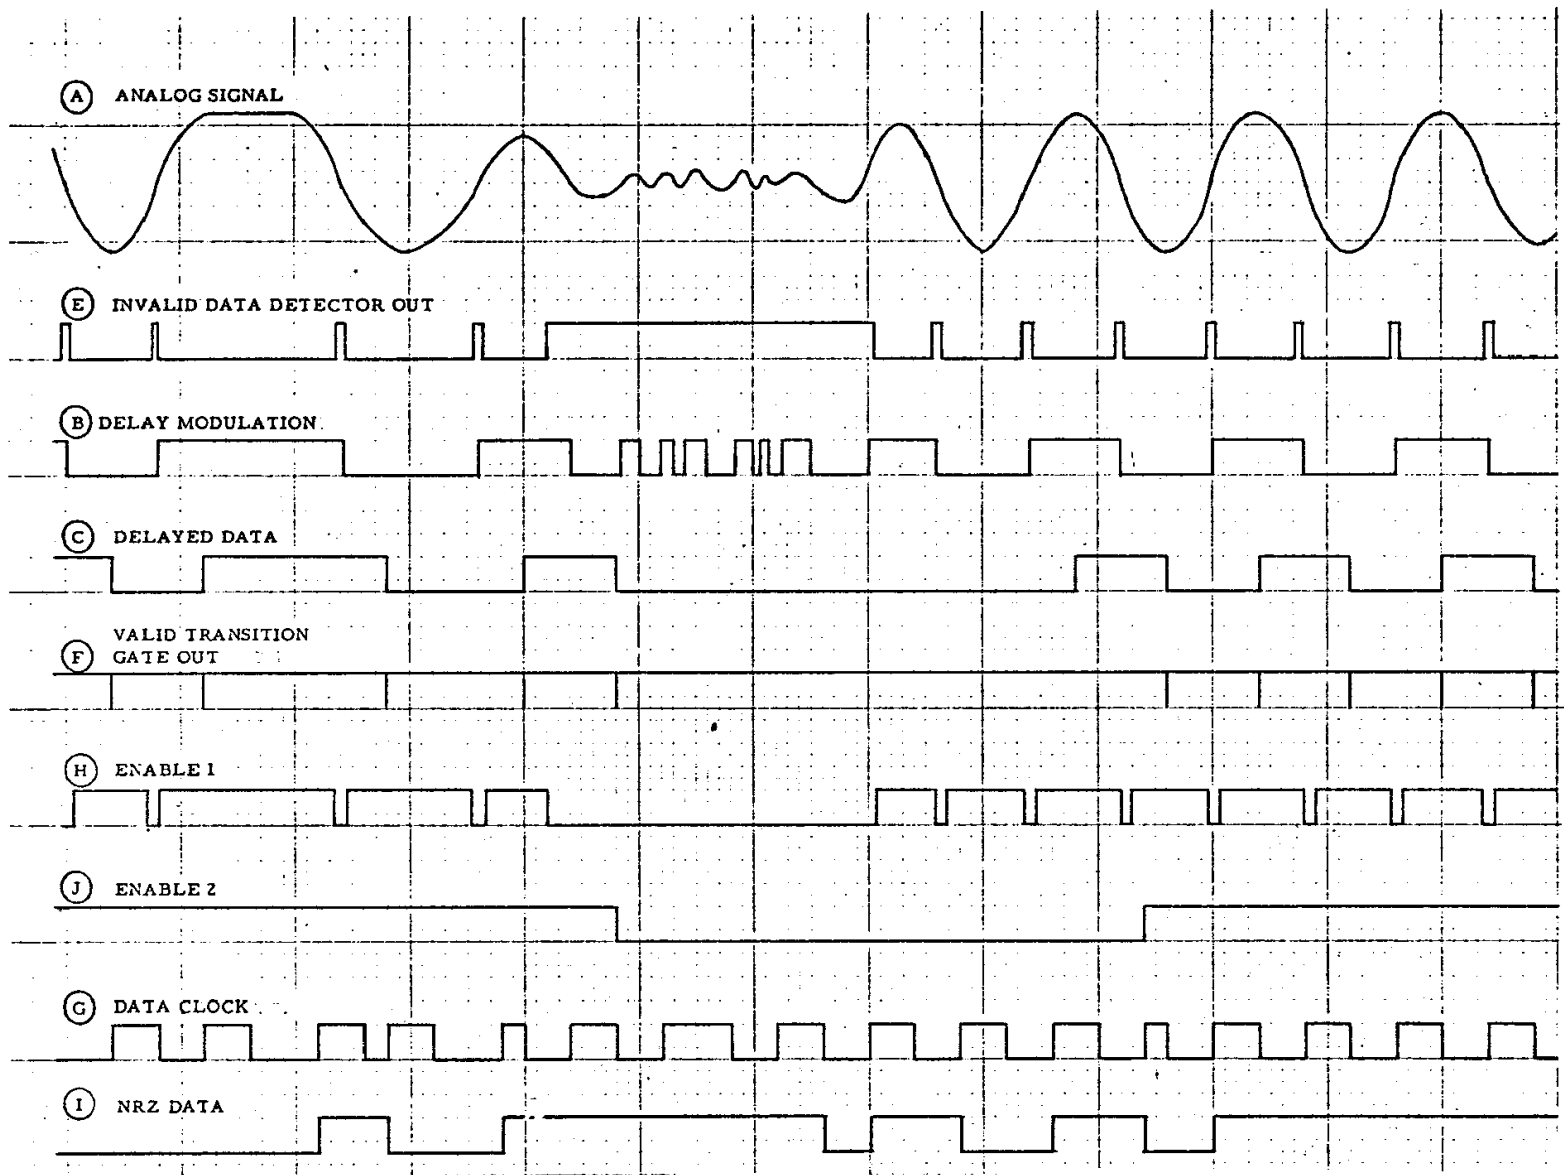 A ANALOG SIGNAL
E INVALID DATA DETECTOR OUT
B DELAY MODULATION
C DELAYED DATA
VALID TRANSITION
F GATE OUT
H ENABLE 1
J ENABLE 2
G DATA CLOCK
I NRZ DATA